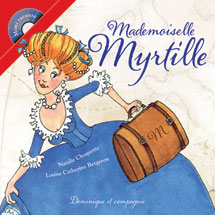 Mademoiselle
Myrtille
Natalie Choquette
Louise Catherine Bergeron
M
Dominique et compagnie